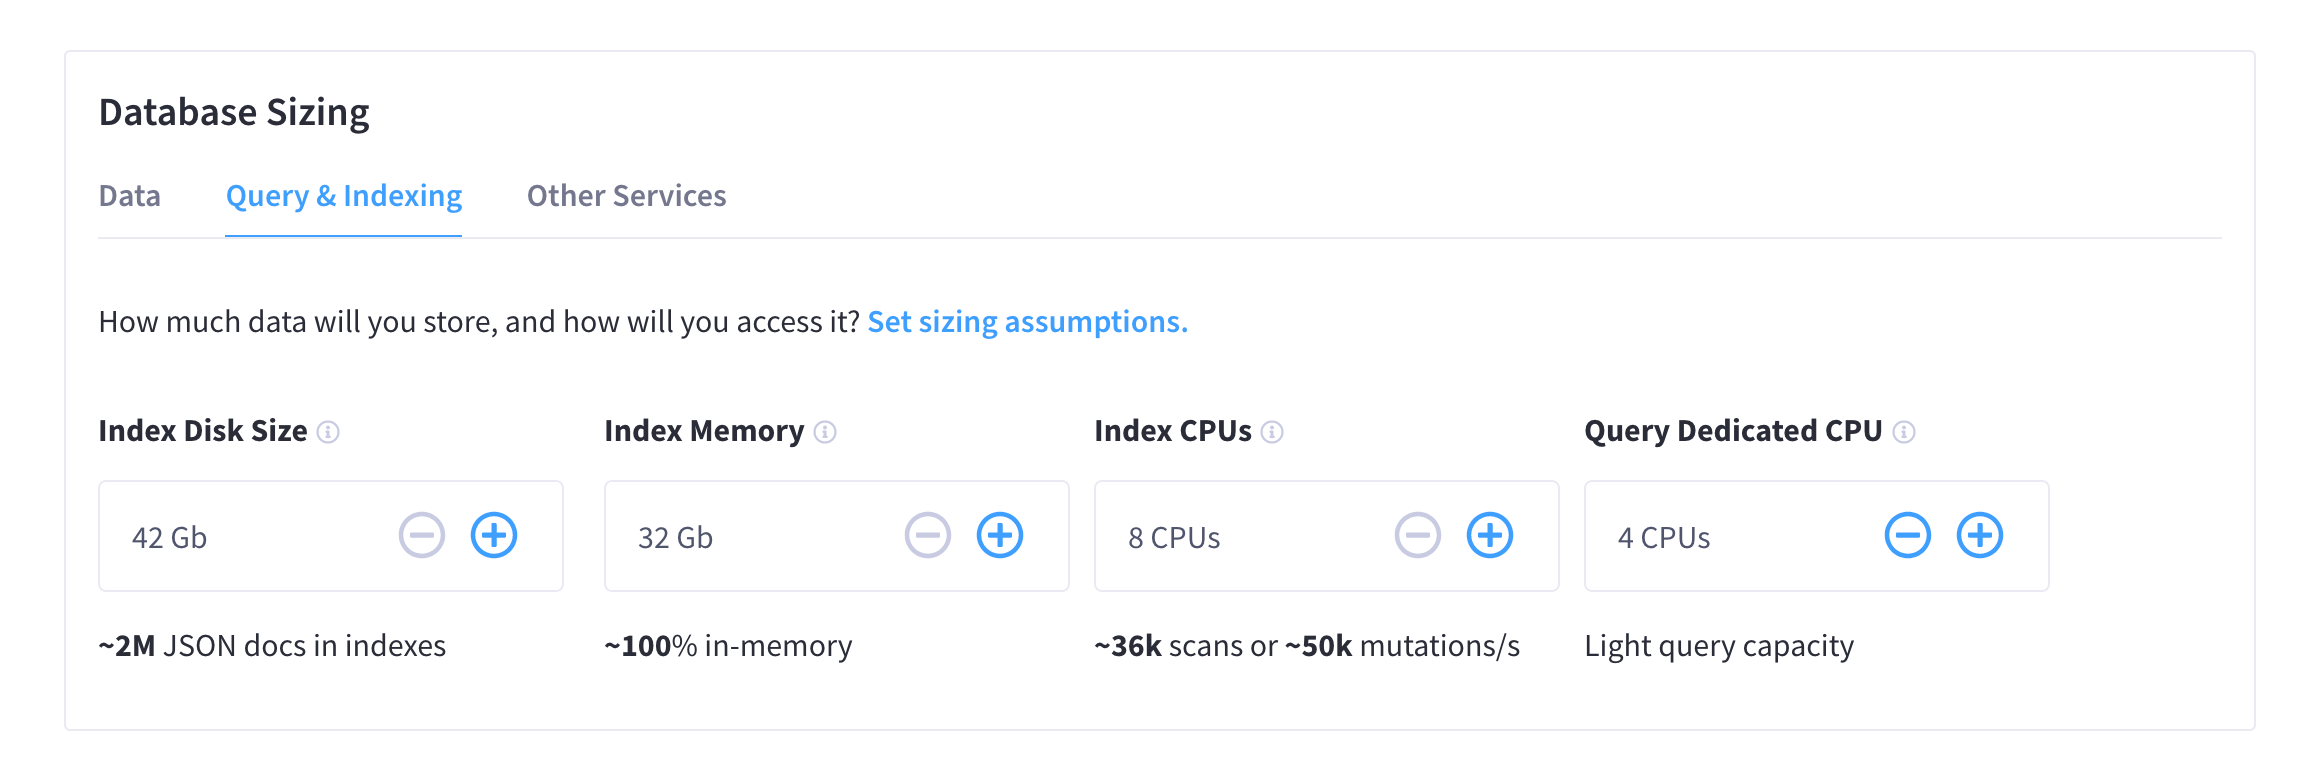 Database Sizing
Data
Query & Indexing
Other Services
How much data will you store, and how will you access it? Set sizing assumptions.
Index Disk Size
Index Memory
Index CPUs
Query Dedicated CPU
42 Gb
32 Gb
8 CPUs
4 CPUs
~2M JSON docs in indexes
~100% in-memory
~36k scans or ~50k mutations/s
Light query capacity